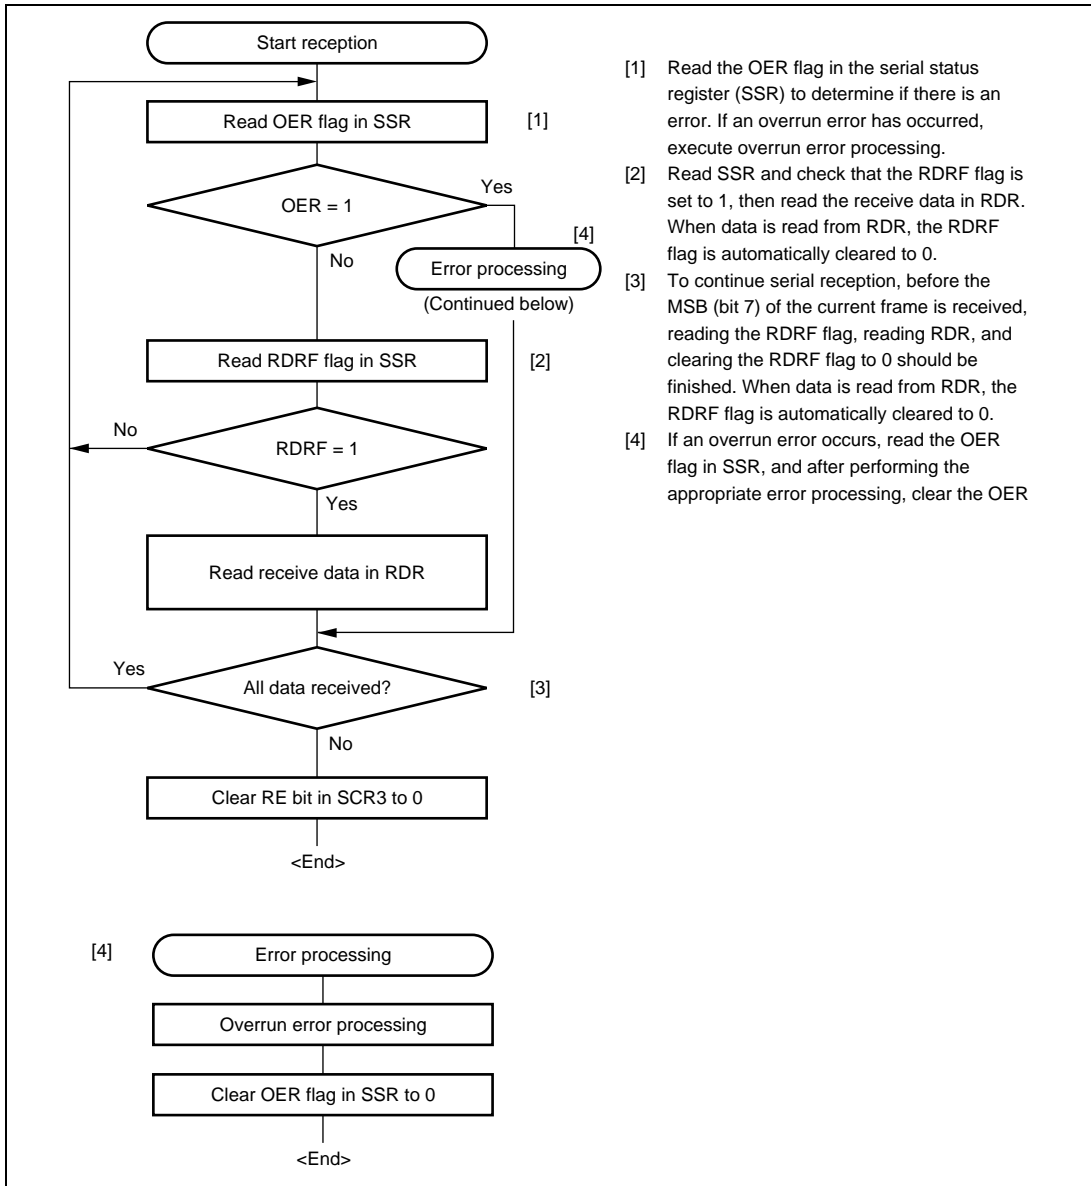 Start reception
Read OER flag in SSR
[1]
OER = 1
Yes
No
[4]
Error processing
(Continued below)
Read RDRF flag in SSR
[2]
No
RDRF = 1
Yes
Read receive data in RDR
Yes
All data received?
[3]
No
Clear RE bit in SCR3 to 0
<End>
[4]
Error processing
Overrun error processing
Clear OER flag in SSR to 0
<End>
[1] Read the OER flag in the serial status
register (SSR) to determine if there is an
error. If an overrun error has occurred,
execute overrun error processing.
[2] Read SSR and check that the RDRF flag is
set to 1, then read the receive data in RDR.
When data is read from RDR, the RDRF
flag is automatically cleared to 0.
[3] To continue serial reception, before the
MSB (bit 7) of the current frame is received,
reading the RDRF flag, reading RDR, and
clearing the RDRF flag to 0 should be
finished. When data is read from RDR, the
RDRF flag is automatically cleared to 0.
[4] If an overrun error occurs, read the OER
flag in SSR, and after performing the
appropriate error processing, clear the OER